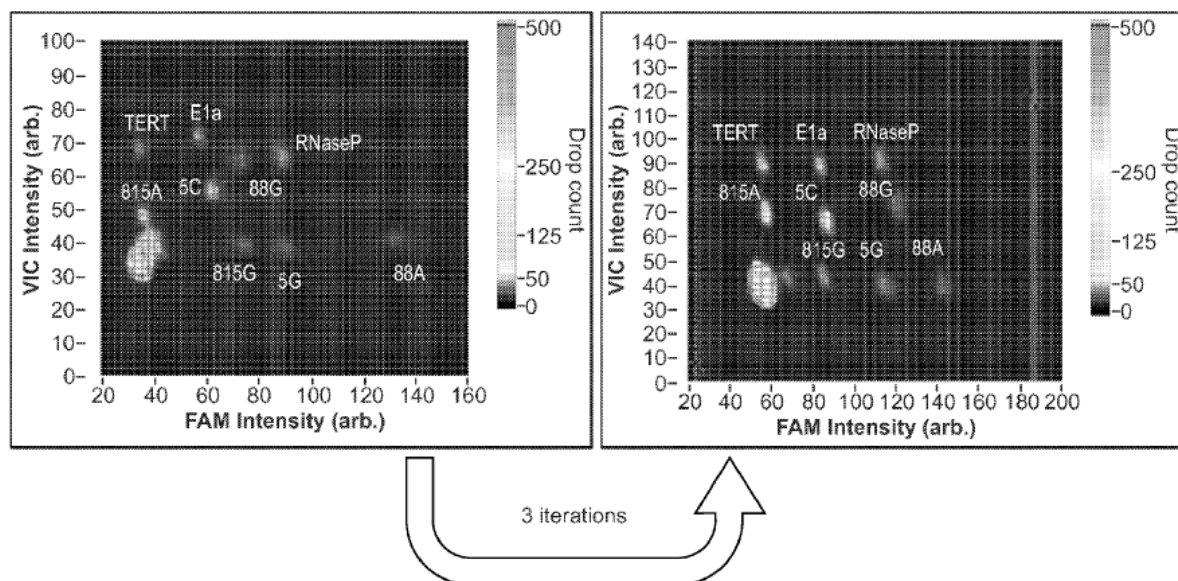 100-
90-
80-
70-
60-
50-
40-
30-
20-
10-
0-
VIC Intensity (arb.)
TERT
E1a
RNaseP
815A
5C
88G
815G
5G
88A
20 40 60 80 100 120 140 160
FAM Intensity (arb.)
-500
-250
-125
-50
-0
Drop count
140-
130-
120-
110-
100-
90-
80-
70-
60-
50-
40-
30-
20-
10-
0-
VIC Intensity (arb.)
TERT
E1a
RNaseP
815A
5C
88G
815G
5G
88A
20 40 60 80 100 120 140 160 180 200
FAM Intensity (arb.)
-500
-250
-125
-50
-0
Drop count
3 iterations